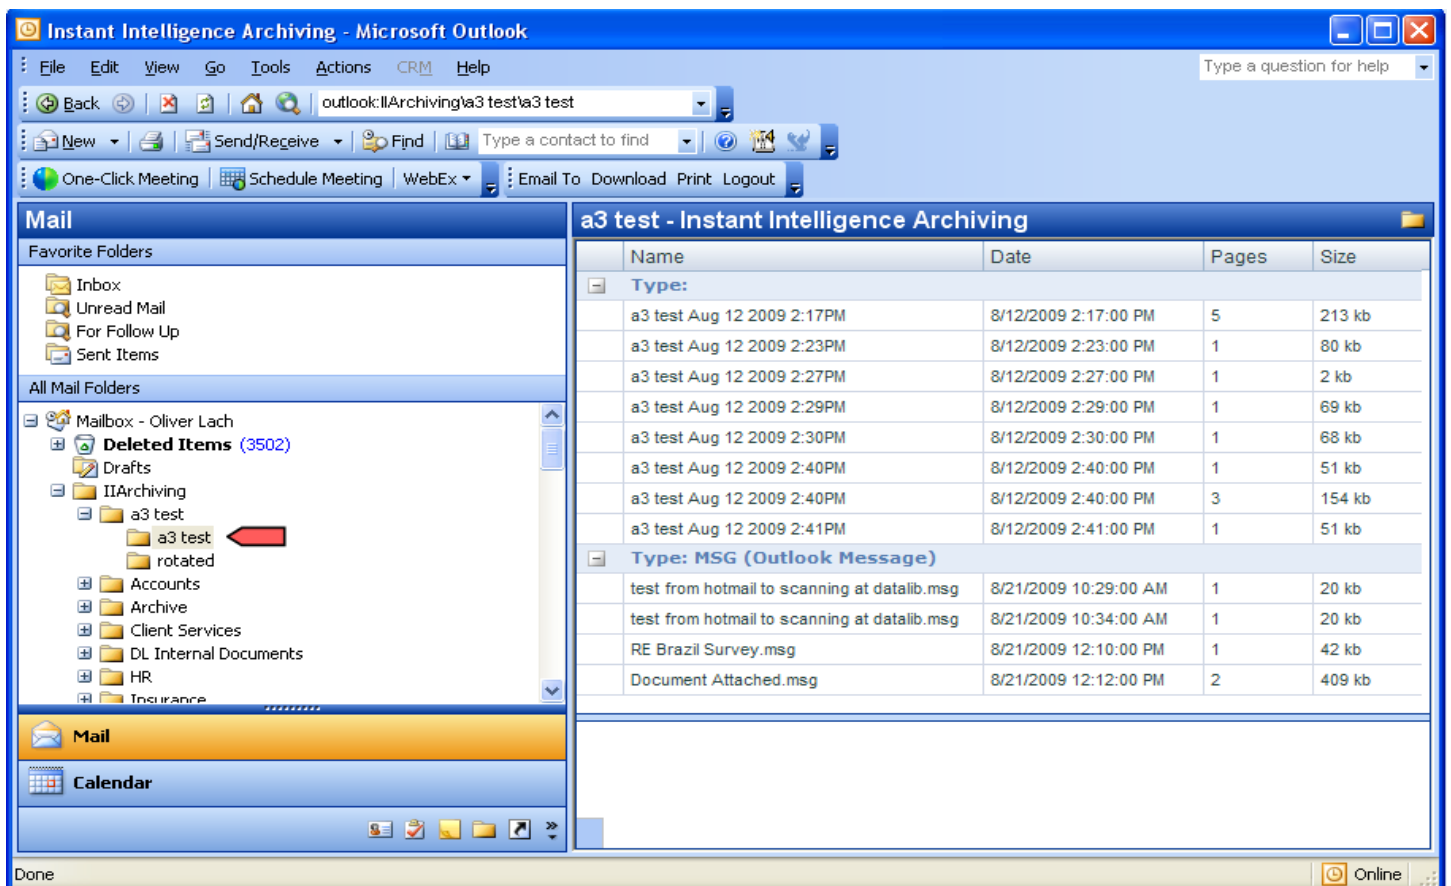 Instant Intelligence Archiving - Microsoft Outlook
File Edit View Go Tools Actions CRM Help Type a question for help
Back outlook:IIArchiving\a3 test\a3 test
New Send/Receive Find Type a contact to find
One-Click Meeting Schedule Meeting WebEx Email To Download Print Logout
Mail
Favorite Folders
Inbox
Unread Mail
For Follow Up
Sent Items
All Mail Folders
Mailbox - Oliver Lach
Deleted Items (3502)
Drafts
IIArchiving
a3 test
a3 test
rotated
Accounts
Archive
Client Services
DL Internal Documents
HR
Insurance
Mail
Calendar
a3 test - Instant Intelligence Archiving
Name Date Pages Size
Type:
a3 test Aug 12 2009 2:17PM 8/12/2009 2:17:00 PM 5 213 kb
a3 test Aug 12 2009 2:23PM 8/12/2009 2:23:00 PM 1 80 kb
a3 test Aug 12 2009 2:27PM 8/12/2009 2:27:00 PM 1 2 kb
a3 test Aug 12 2009 2:29PM 8/12/2009 2:29:00 PM 1 69 kb
a3 test Aug 12 2009 2:30PM 8/12/2009 2:30:00 PM 1 68 kb
a3 test Aug 12 2009 2:40PM 8/12/2009 2:40:00 PM 1 51 kb
a3 test Aug 12 2009 2:40PM 8/12/2009 2:40:00 PM 3 154 kb
a3 test Aug 12 2009 2:41PM 8/12/2009 2:41:00 PM 1 51 kb
Type: MSG (Outlook Message)
test from hotmail to scanning at datalib.msg 8/21/2009 10:29:00 AM 1 20 kb
test from hotmail to scanning at datalib.msg 8/21/2009 10:34:00 AM 1 20 kb
RE Brazil Survey.msg 8/21/2009 12:10:00 PM 1 42 kb
Document Attached.msg 8/21/2009 12:12:00 PM 2 409 kb
Done Online